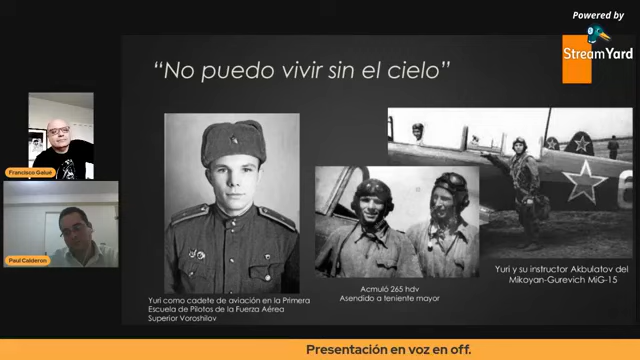 Powered by
StreamYard
“No puedo vivir sin el cielo”
Francisco Galué
Paul Calderon
Yuri como cadete de aviación en la Primera
Escuela de Pilotos de la Fuerza Aérea
Superior Voroshilov
Acmuló 265 hdv
Asendido a teniente mayor
Yuri y su instructor Akbulatov del
Mikoyan-Gurevich MiG-15
6
Presentación en voz en off.